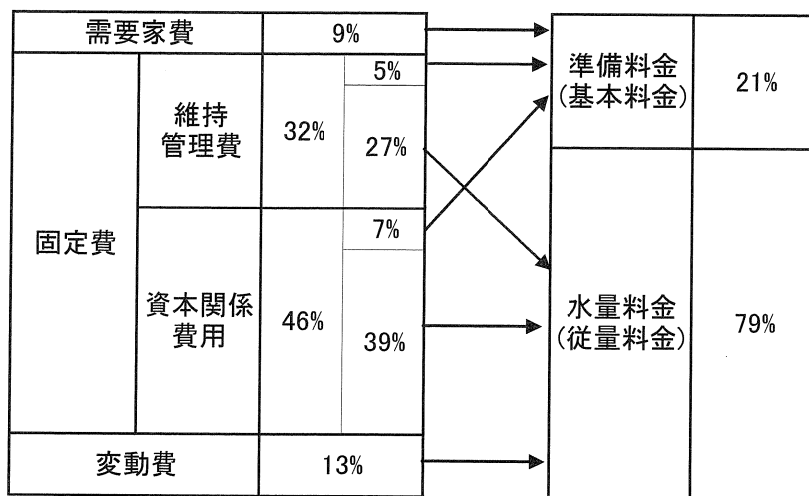 需要家費
9%
固定費
維持
管理費
32%
5%
27%
資本関係
費用
46%
7%
39%
変動費
13%
準備料金
(基本料金)
21%
水量料金
(従量料金)
79%